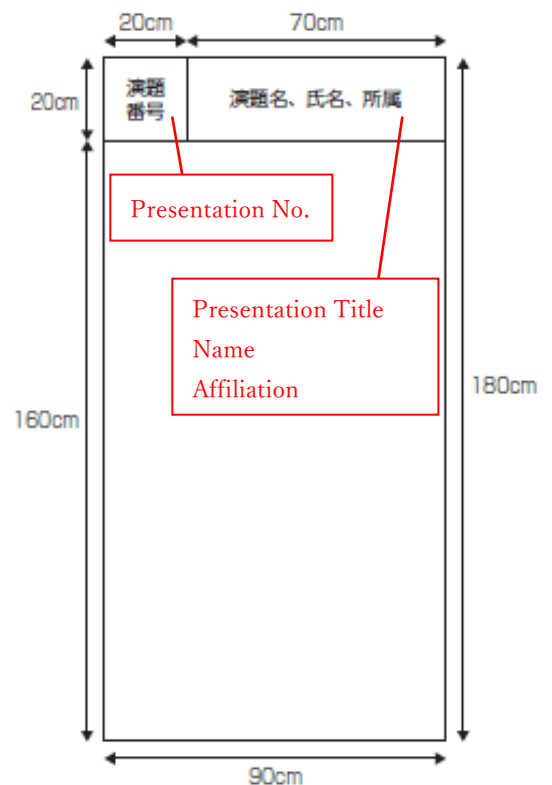 20cm
70cm
20cm
演題
番号
演題名、氏名、所属
Presentation No.
Presentation Title
Name
Affiliation
180cm
160cm
90cm